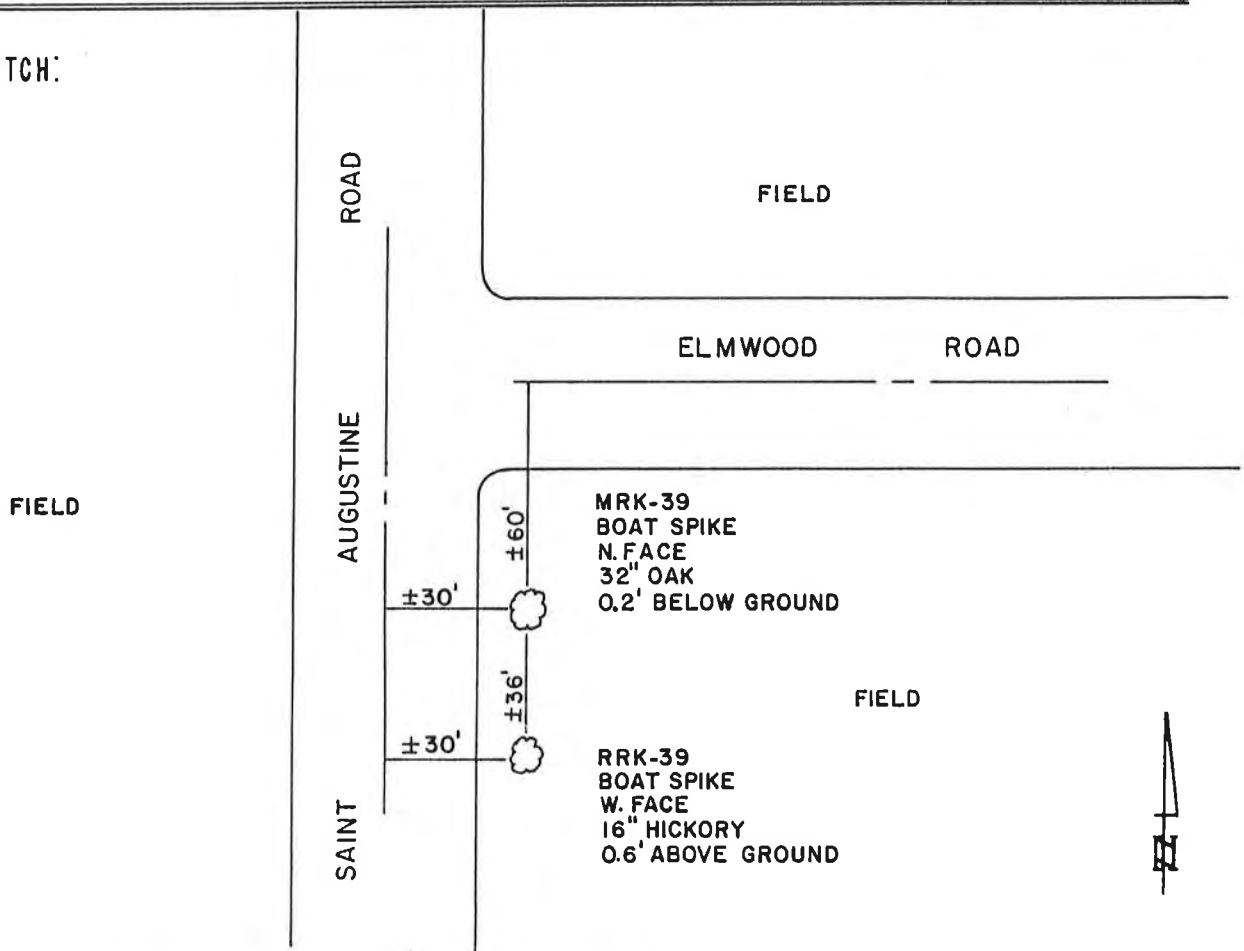 TCH:
FIELD
ELMWOOD ROAD
SAINT AUGUSTINE ROAD
FIELD
MRK-39
BOAT SPIKE
N. FACE
32" OAK
0.2' BELOW GROUND
±60'
±30'
±36'
±30'
FIELD
RRK-39
BOAT SPIKE
W. FACE
16" HICKORY
0.6' ABOVE GROUND
N